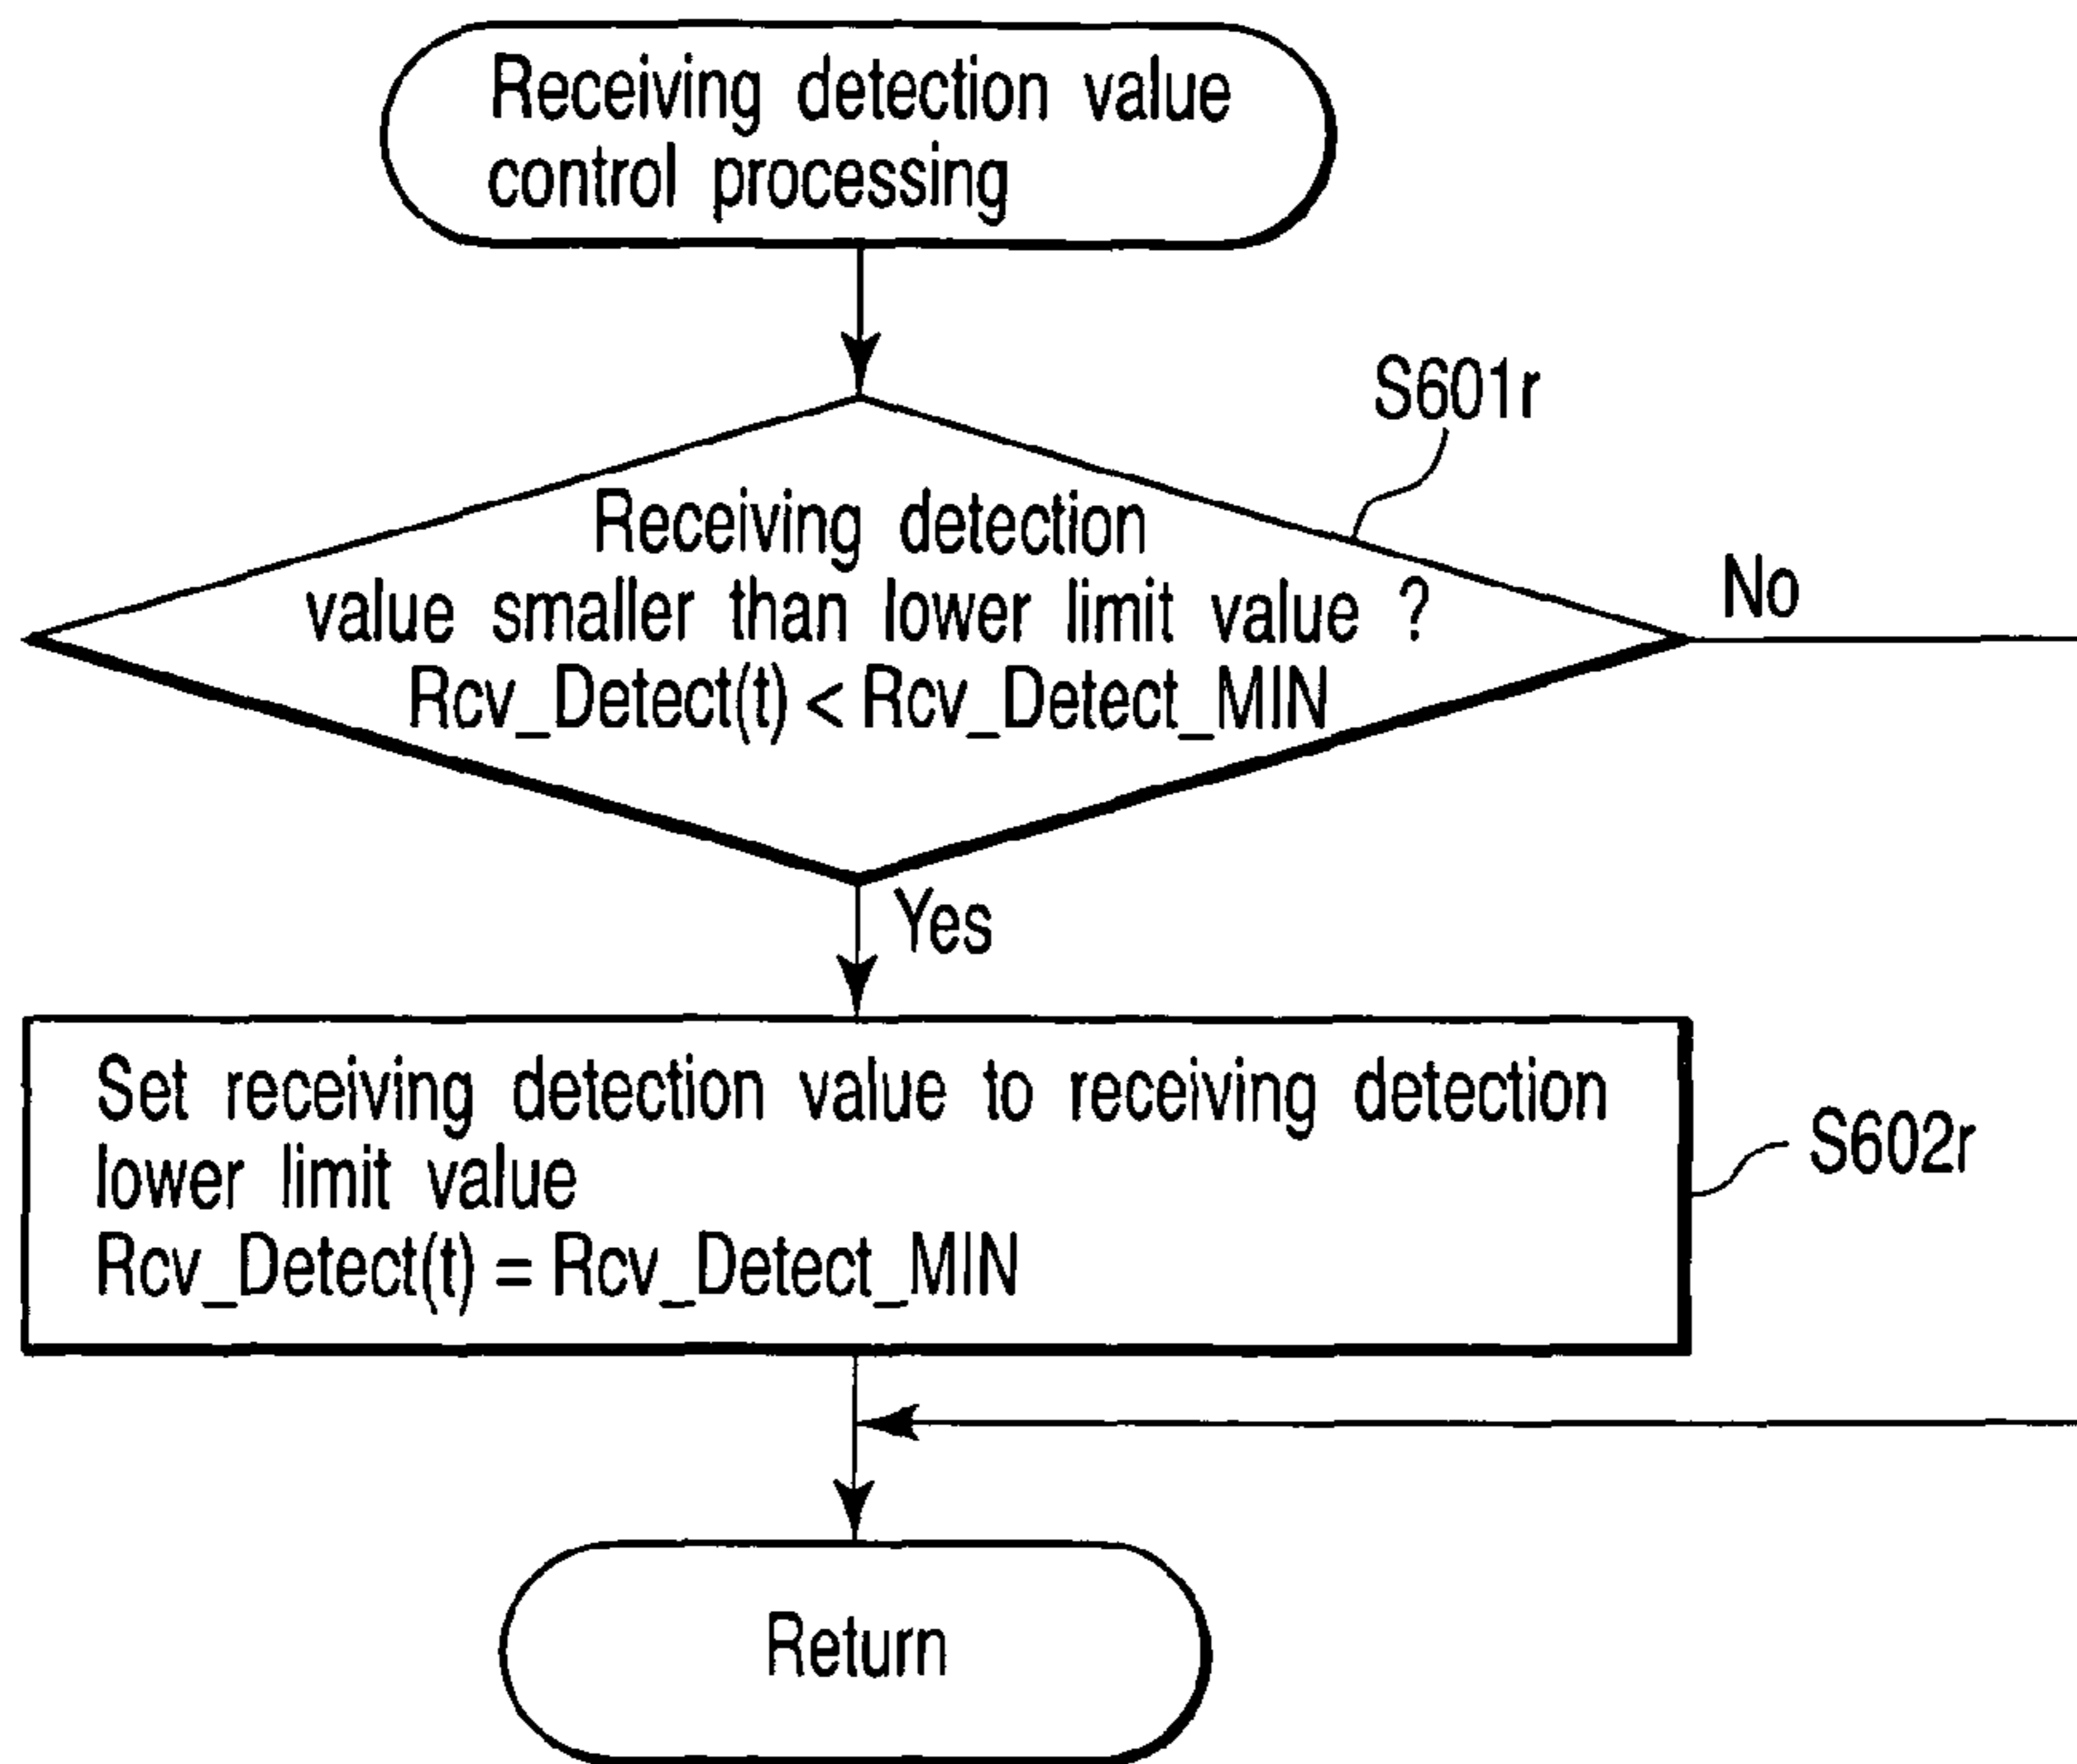 Receiving detection value
control processing
S601r
Receiving detection
value smaller than lower limit value ?
Rcv_Detect(t) < Rcv_Detect_MIN
No
Yes
Set receiving detection value to receiving detection
lower limit value
Rcv_Detect(t) = Rcv_Detect_MIN
S602r
Return